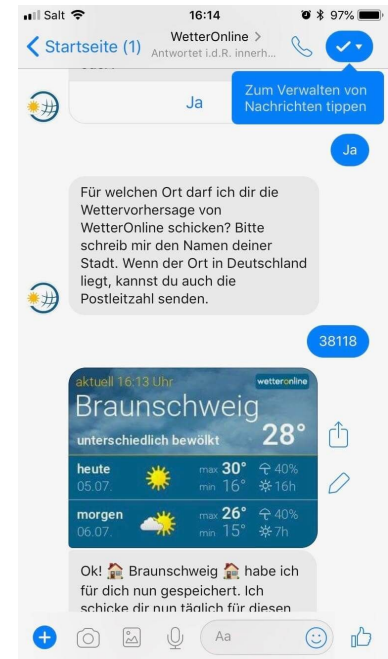 Salt 16:14 97%
Startseite (1) WetterOnline >
Antwortet i.d.R. innerh...
Ja
Zum Verwalten von
Nachrichten tippen
Ja
Für welchen Ort darf ich dir die
Wettervorhersage von
WetterOnline schicken? Bitte
schreib mir den Namen deiner
Stadt. Wenn der Ort in Deutschland
liegt, kannst du auch die
Postleitzahl senden.
38118
aktuell 16:13 Uhr wetteronline
Braunschweig
unterschiedlich bewölkt 28°
heute max 30° 40%
05.07. min 16° 16h
morgen max 26° 40%
06.07. min 15° 7h
Ok! 🏠 Braunschweig 🏠 habe ich
für dich nun gespeichert. Ich
schicke dir nun täglich für diesen
Aa